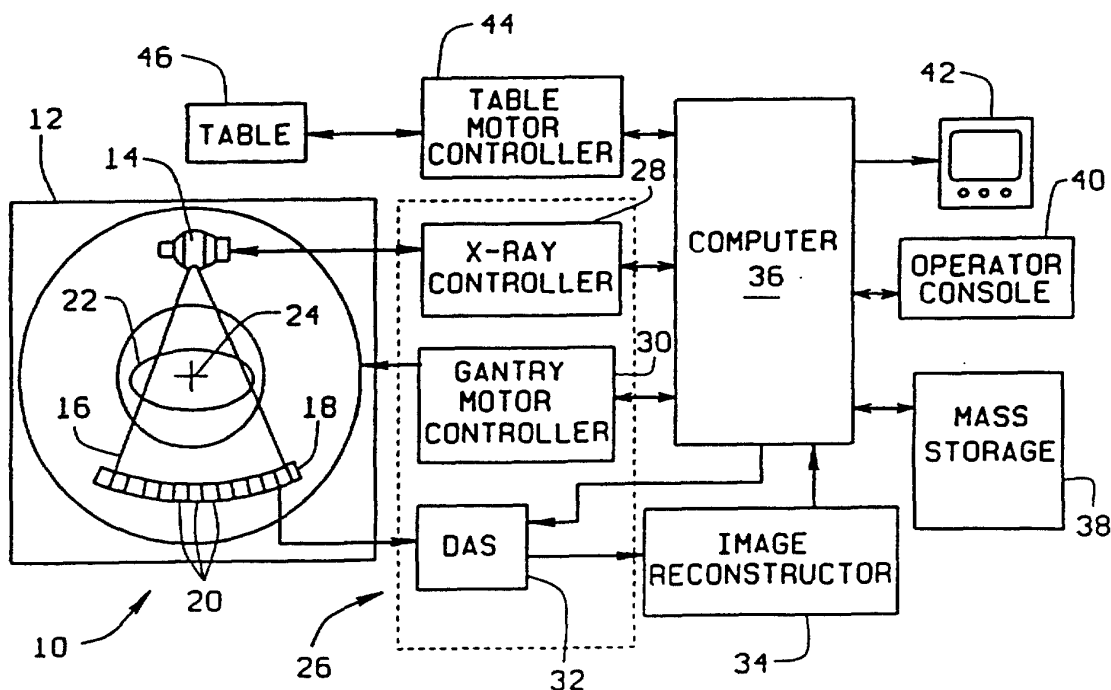 44
46
42
12
TABLE
TABLE
MOTOR
CONTROLLER
14
28
40
X-RAY
CONTROLLER
COMPUTER
36
OPERATOR
CONSOLE
22
24
30
GANTRY
MOTOR
CONTROLLER
16
18
MASS
STORAGE
38
DAS
IMAGE
RECONSTRUCTOR
20
10
26
32
34